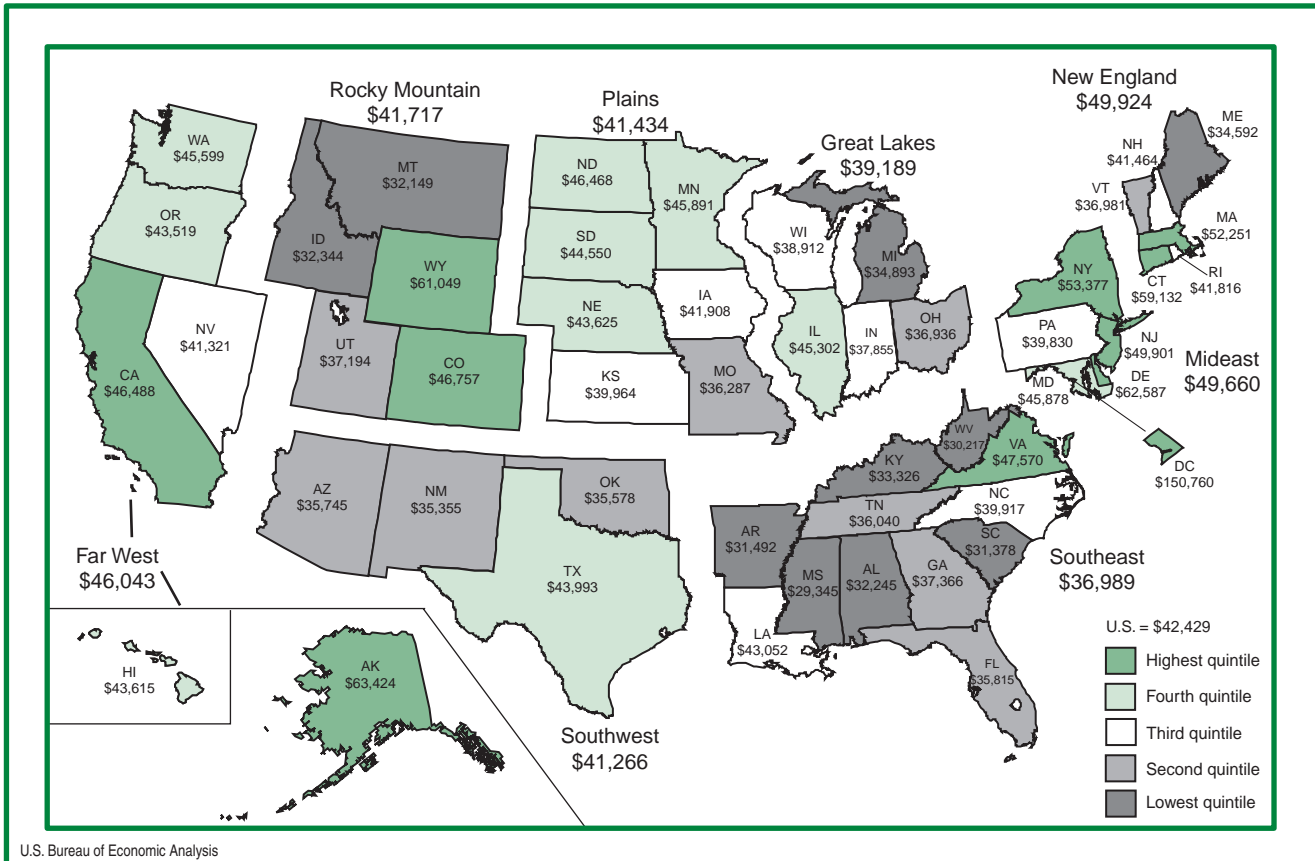 Rocky Mountain
$41,717
Plains
$41,434
Great Lakes
$39,189
New England
$49,924
WA
$45,599
OR
$43,519
CA
$46,488
NV
$41,321
MT
$32,149
ID
$32,344
WY
$61,049
UT
$37,194
CO
$46,757
ND
$46,468
SD
$44,550
NE
$43,625
KS
$39,964
MN
$45,891
IA
$41,908
MO
$36,287
WI
$38,912
MI
$34,893
IL
$45,302
IN
$37,855
OH
$36,936
ME
$34,592
NH
$41,464
VT
$36,981
MA
$52,251
RI
$41,816
CT
$59,132
NY
$53,377
PA
$39,830
NJ
$49,901
Mideast
$49,660
DE
$62,587
MD
$45,878
DC
$150,760
AZ
$35,745
NM
$35,355
OK
$35,578
TX
$43,993
WV
$30,217
VA
$47,570
KY
$33,326
TN
$36,040
NC
$39,917
SC
$31,378
AR
$31,492
MS
$29,345
AL
$32,245
GA
$37,366
LA
$43,052
FL
$35,815
Southeast
$36,989
Far West
$46,043
HI
$43,615
AK
$63,424
Southwest
$41,266
U.S. = $42,429
Highest quintile
Fourth quintile
Third quintile
Second quintile
Lowest quintile
U.S. Bureau of Economic Analysis